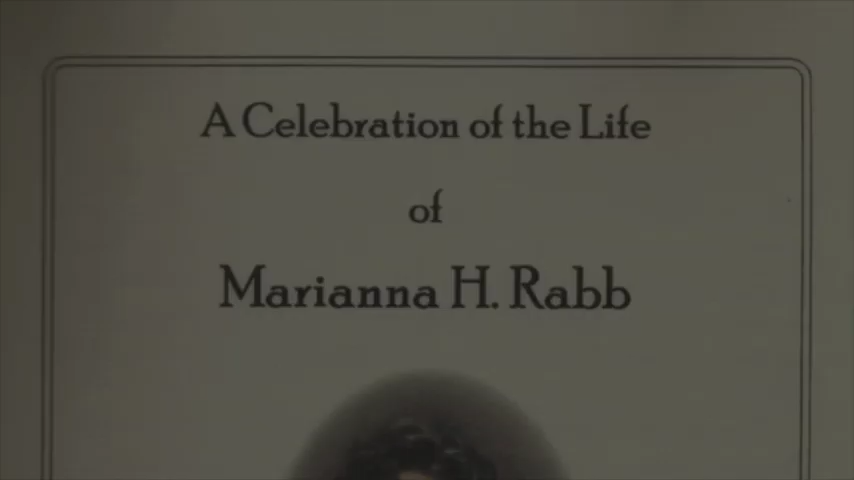 A Celebration of the Life
of
Marianna H. Rabb